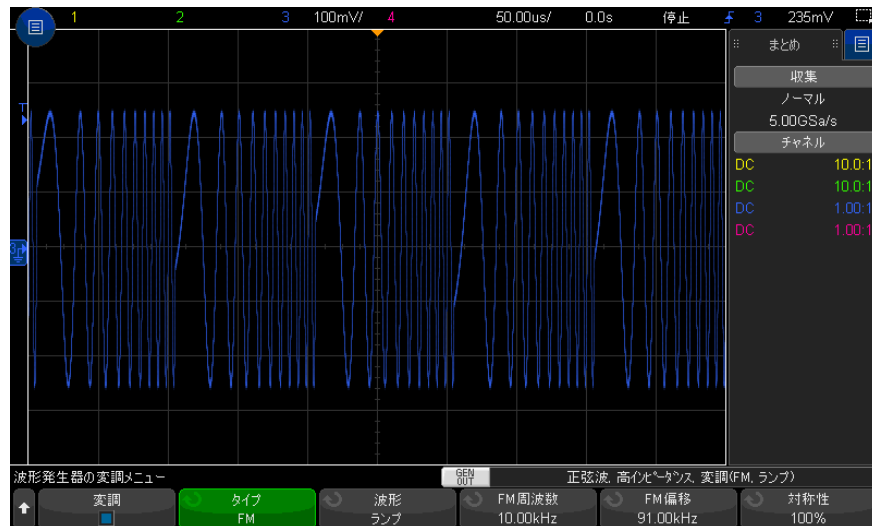 1 2 3 100mV/ 4 50.00us/ 0.0s 停止 3 235mV
まとめ
収集
ノーマル
5.00GSa/s
チャネル
DC 10.0:1
DC 10.0:1
DC 1.00:1
DC 1.00:1
T
3
波形発生器の変調メニュー GEN OUT 正弦波, 高インピーダンス, 変調(FM, ランプ)
変調 タイプ 波形 FM周波数 FM偏移 対称性
FM ランプ 10.00kHz 91.00kHz 100%